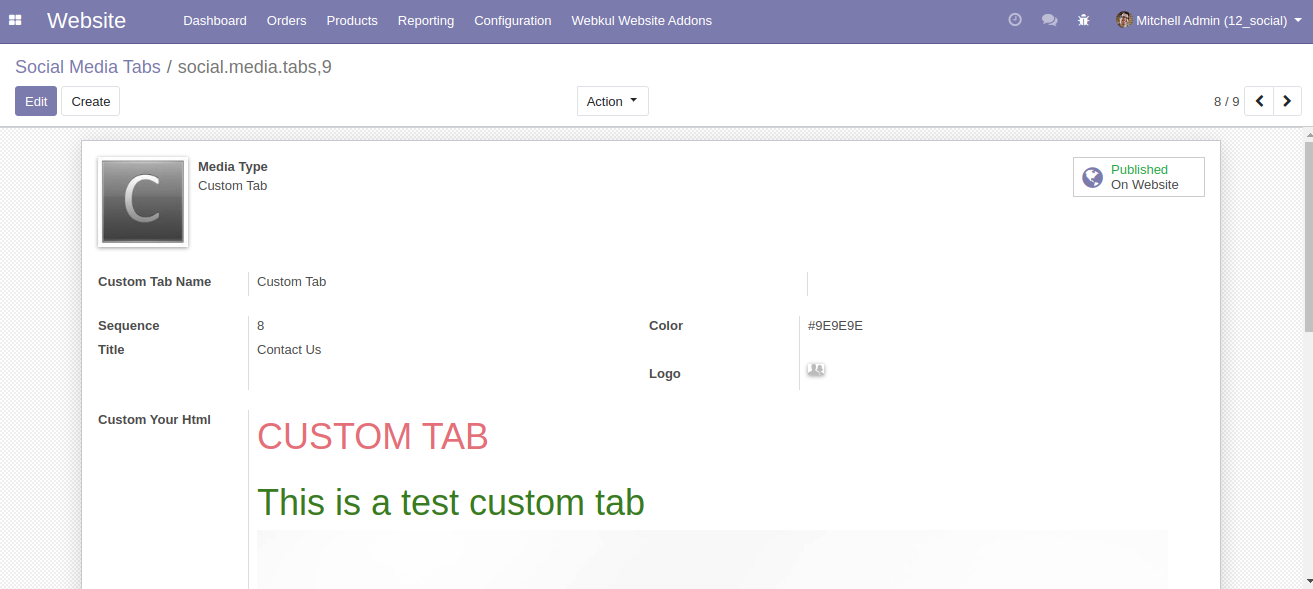 Website Dashboard Orders Products Reporting Configuration Webkul Website Addons Mitchell Admin (12_social)
Social Media Tabs / social.media.tabs,9
Edit Create Action 8 / 9
C
Media Type
Custom Tab
Published
On Website
Custom Tab Name Custom Tab
Sequence 8 Color #9E9E9E
Title Contact Us
Logo
Custom Your Html
CUSTOM TAB
This is a test custom tab